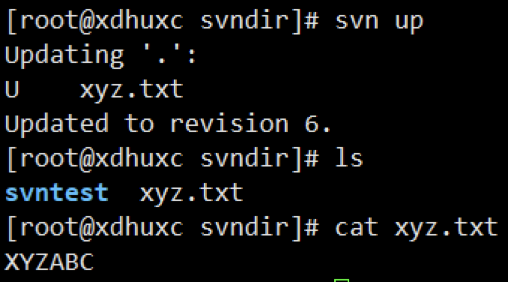 [root@xdhuxc svndir]# svn up
Updating '.':
U    xyz.txt
Updated to revision 6.
[root@xdhuxc svndir]# ls
svntest  xyz.txt
[root@xdhuxc svndir]# cat xyz.txt
XYZABC